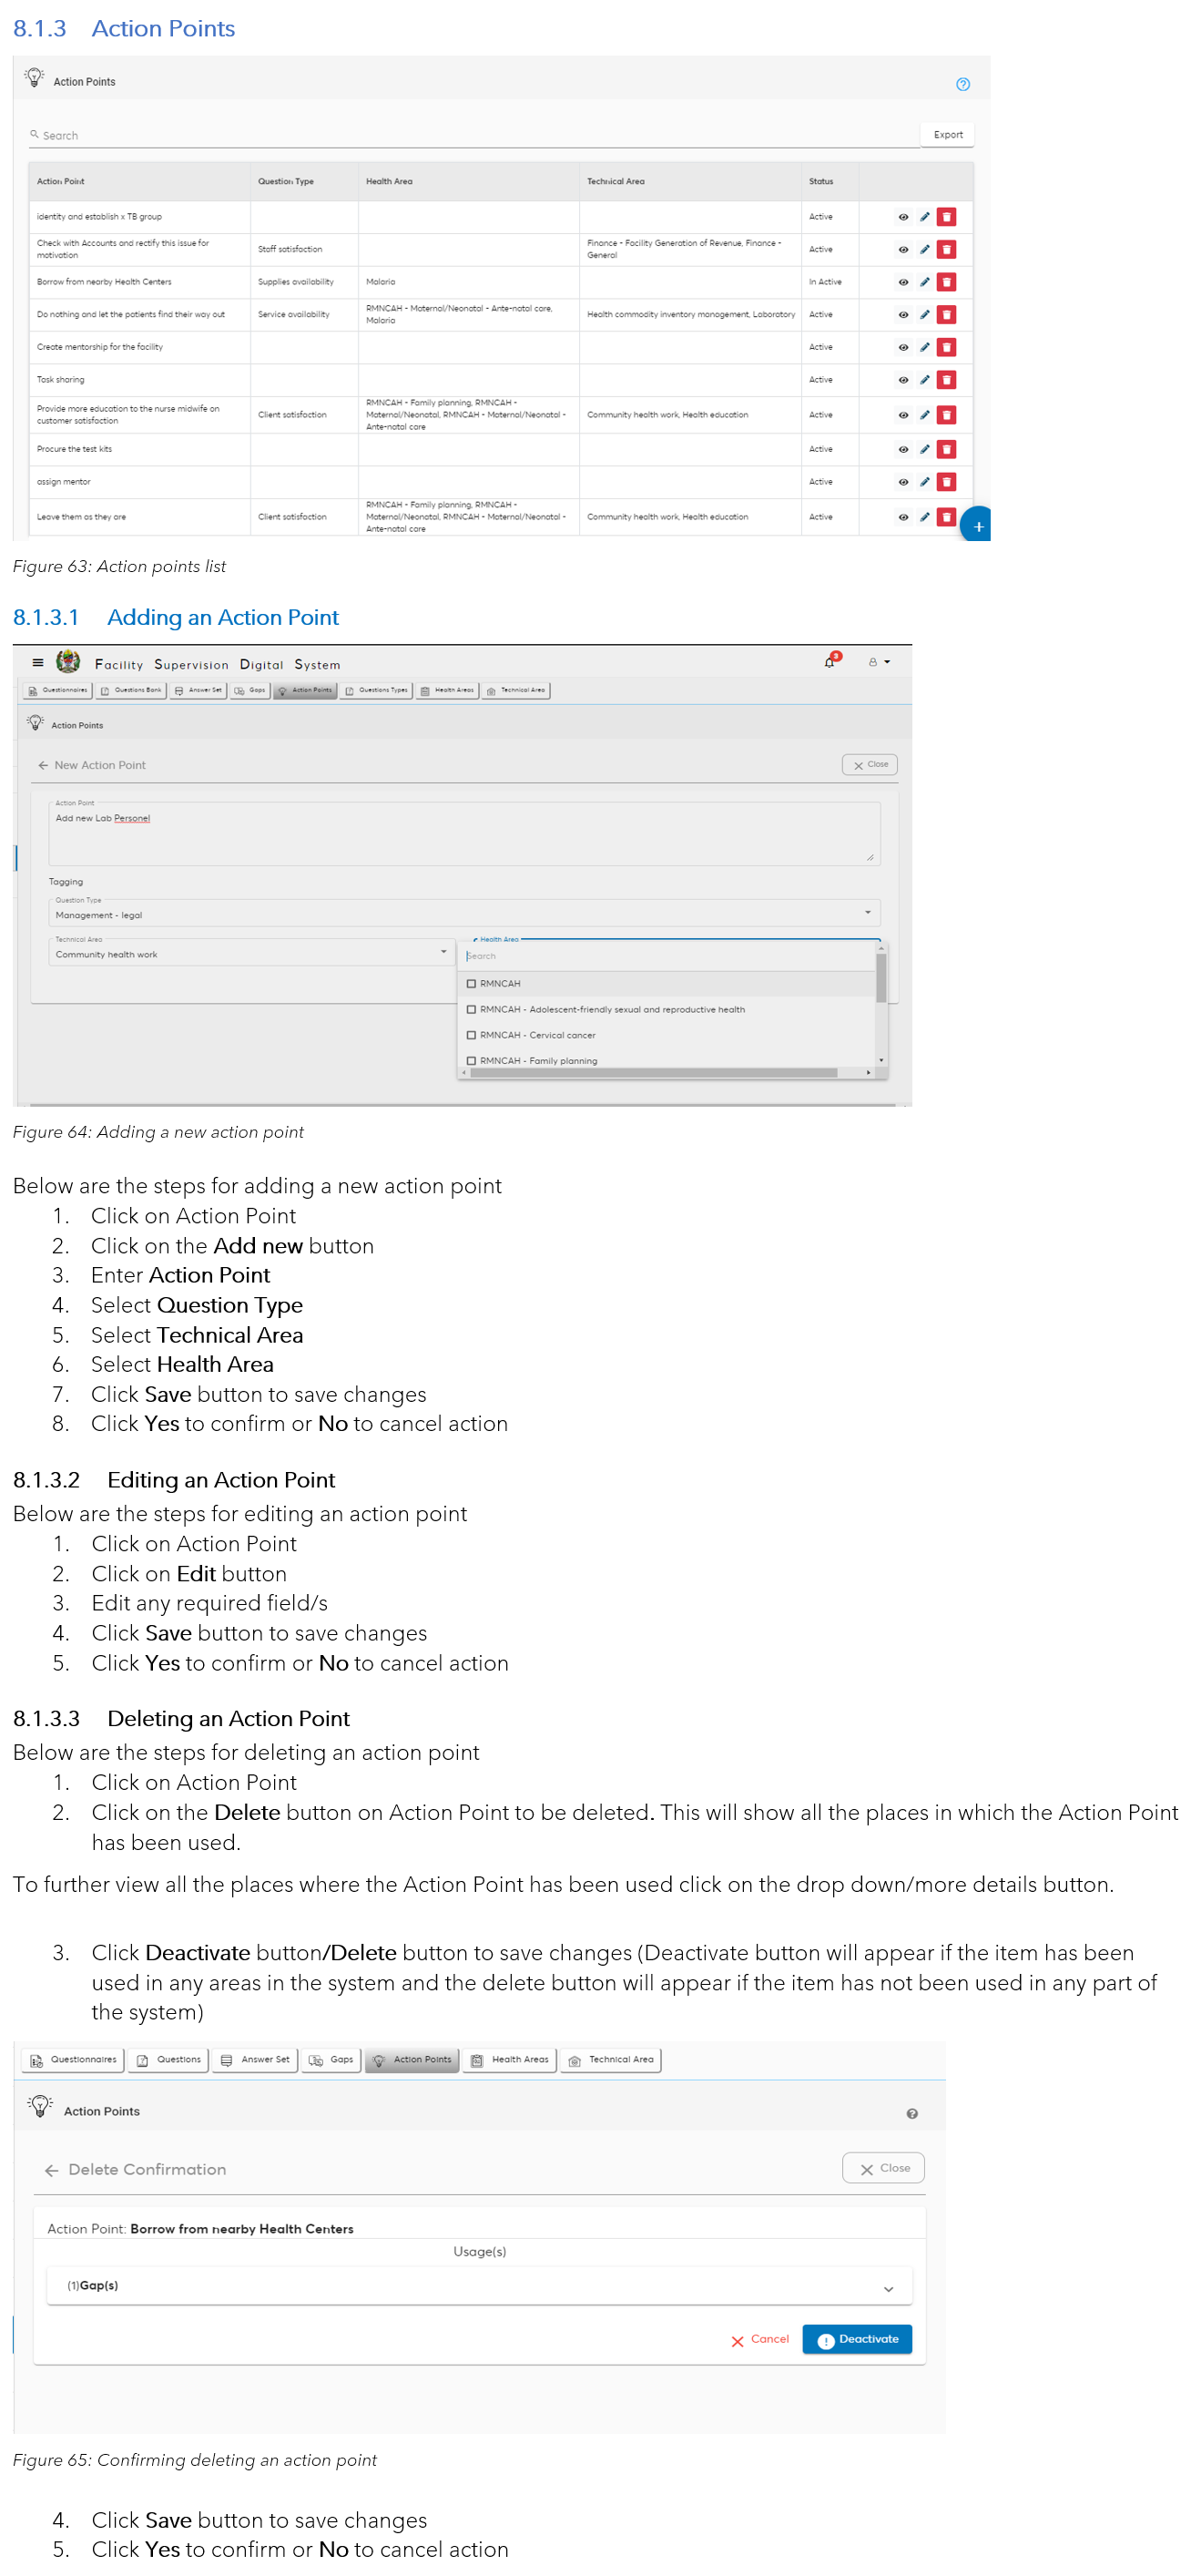 8.1.3 Action Points
Action Points
Search
Export
Action Point Question Type Health Area Technical Area Status
identity and establish x TB group Active
Check with Accounts and rectify this issue for
motivation
Staff satisfaction
Finance - Facility Generation of Revenue, Finance -
General
Active
Borrow from nearby Health Centers Supplies availability Malaria In Active
Do nothing and let the patients find their way out Service availability
RMNCAH - Maternal/Neonatal - Ante-natal care,
Malaria
Health commodity inventory management, Laboratory Active
Create mentorship for the facility Active
Task sharing Active
Provide more education to the nurse midwife on
customer satisfaction
Client satisfaction
RMNCAH - Family planning, RMNCAH -
Maternal/Neonatal, RMNCAH - Maternal/Neonatal -
Ante-natal care
Community health work, Health education Active
Procure the test kits Active
assign mentor Active
Leave them as they are Client satisfaction
RMNCAH - Family planning, RMNCAH -
Maternal/Neonatal, RMNCAH - Maternal/Neonatal -
Ante-natal care
Community health work, Health education Active
+
Figure 63: Action points list
8.1.3.1 Adding an Action Point
Facility Supervision Digital System
3
Questionnaires Questions Bank Answer Set Gaps Action Points Questions Types Health Areas Technical Area
Action Points
New Action Point
Close
Action Point
Add new Lab Personel
Tagging
Question Type
Management - legal
Technical Area
Community health work
Health Area
Search
RMNCAH
RMNCAH - Adolescent-friendly sexual and reproductive health
RMNCAH - Cervical cancer
RMNCAH - Family planning
Figure 64: Adding a new action point
Below are the steps for adding a new action point
1. Click on Action Point
2. Click on the Add new button
3. Enter Action Point
4. Select Question Type
5. Select Technical Area
6. Select Health Area
7. Click Save button to save changes
8. Click Yes to confirm or No to cancel action
8.1.3.2 Editing an Action Point
Below are the steps for editing an action point
1. Click on Action Point
2. Click on Edit button
3. Edit any required field/s
4. Click Save button to save changes
5. Click Yes to confirm or No to cancel action
8.1.3.3 Deleting an Action Point
Below are the steps for deleting an action point
1. Click on Action Point
2. Click on the Delete button on Action Point to be deleted. This will show all the places in which the Action Point
has been used.
To further view all the places where the Action Point has been used click on the drop down/more details button.
3. Click Deactivate button/Delete button to save changes (Deactivate button will appear if the item has been
used in any areas in the system and the delete button will appear if the item has not been used in any part of
the system)
Questionnaires Questions Answer Set Gaps Action Points Health Areas Technical Area
Action Points
Delete Confirmation
Close
Action Point: Borrow from nearby Health Centers
Usage(s)
(1)Gap(s)
Cancel
Deactivate
Figure 65: Confirming deleting an action point
4. Click Save button to save changes
5. Click Yes to confirm or No to cancel action